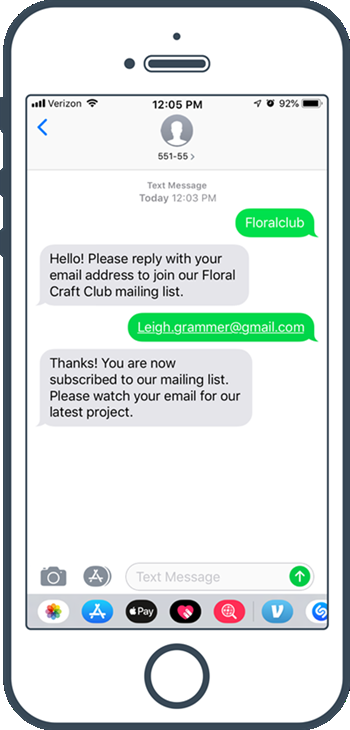 Verizon 12:05 PM 92%
551-55 >
Text Message
Today 12:03 PM
Floralclub
Hello! Please reply with your
email address to join our Floral
Craft Club mailing list.
Leigh.grammer@gmail.com
Thanks! You are now
subscribed to our mailing list.
Please watch your email for our
latest project.
Text Message
Pay